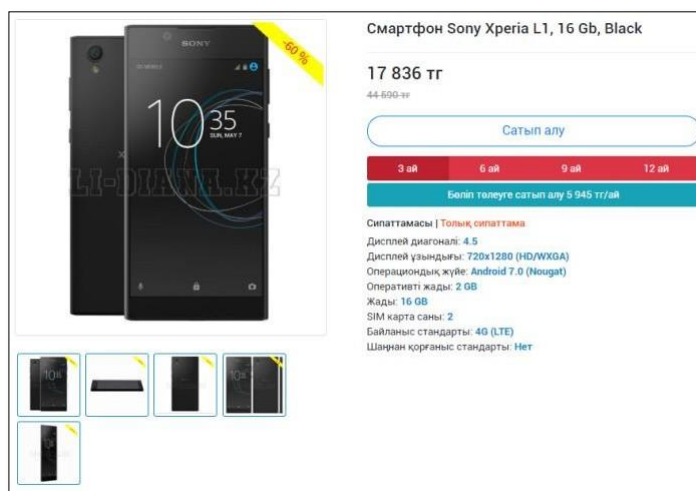 Смартфон Sony Xperia L1, 16 Gb, Black
17 836 тг
44 590 тг
Сатып алу
3 ай 6 ай 9 ай 12 ай
Бөліп төлеуге сатып алу 5 945 тг/ай
Сипаттамасы | Толық сипаттама
Дисплей диагоналі: 4.5
Дисплей ұзындығы: 720x1280 (HD/WXGA)
Операциондық жүйе: Android 7.0 (Nougat)
Оперативті жады: 2 GB
Жады: 16 GB
SIM карта саны: 2
Байланыс стандарты: 4G (LTE)
Шаңнан қорғаныс стандарты: Нет
-60 %
SONY
10 35
SUN, MAY 7
LI-DIANA.KZ